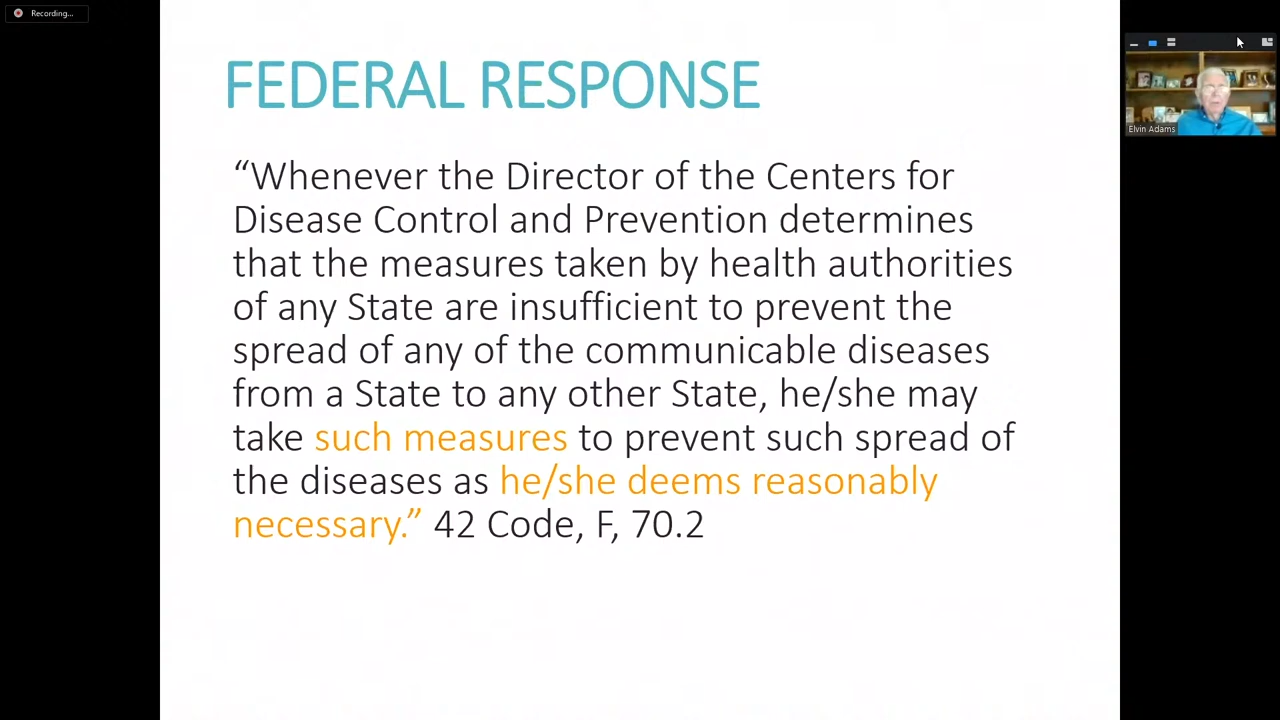 Recording...
FEDERAL RESPONSE
“Whenever the Director of the Centers for
Disease Control and Prevention determines
that the measures taken by health authorities
of any State are insufficient to prevent the
spread of any of the communicable diseases
from a State to any other State, he/she may
take such measures to prevent such spread of
the diseases as he/she deems reasonably
necessary.” 42 Code, F, 70.2
Elvin Adams